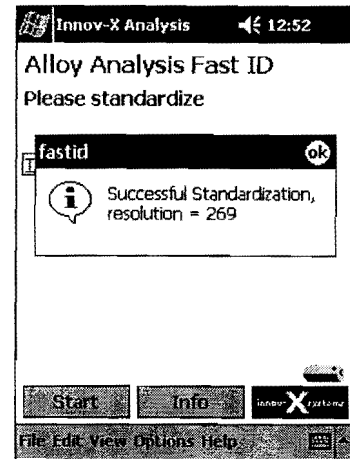 Innov-X Analysis 12:52
Alloy Analysis Fast ID
Please standardize
fastid ok
Successful Standardization,
resolution = 269
Start Info innov-X systems
File Edit View Options Help